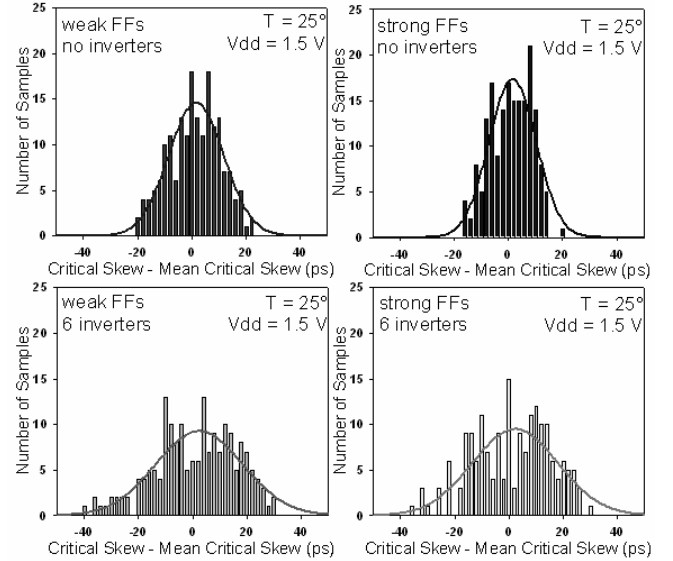 weak FFs
no inverters
T = 25°
Vdd = 1.5 V
Number of Samples
25
20
15
10
5
0
-40 -20 0 20 40
Critical Skew - Mean Critical Skew (ps)
strong FFs
no inverters
T = 25°
Vdd = 1.5 V
Number of Samples
25
20
15
10
5
0
-40 -20 0 20 40
Critical Skew - Mean Critical Skew (ps)
weak FFs
6 inverters
T = 25°
Vdd = 1.5 V
Number of Samples
25
20
15
10
5
0
-40 -20 0 20 40
Critical Skew - Mean Critical Skew (ps)
strong FFs
6 inverters
T = 25°
Vdd = 1.5 V
Number of Samples
25
20
15
10
5
0
-40 -20 0 20 40
Critical Skew - Mean Critical Skew (ps)